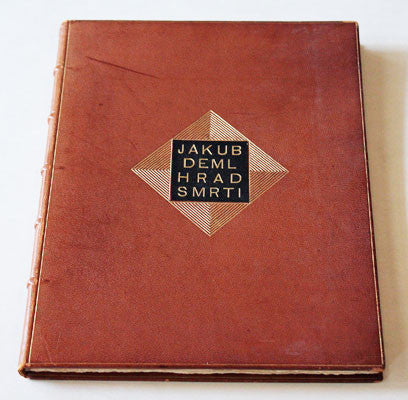 JAKUB
DEML
HRAD
SMRTI